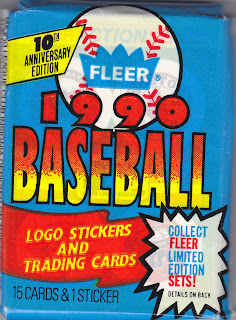 10TH
ANNIVERSARY
EDITION
FLEER®
1990
BASEBALL
LOGO STICKERS
AND
TRADING CARDS
COLLECT
FLEER
LIMITED
EDITION
SETS!
DETAILS ON BACK
15 CARDS & 1 STICKER